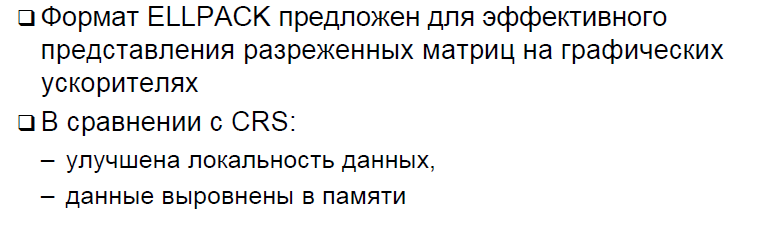 ❑ Формат ELLPACK предложен для эффективного
представления разреженных матриц на графических
ускорителях
❑ В сравнении с CRS:
– улучшена локальность данных,
– данные выровнены в памяти